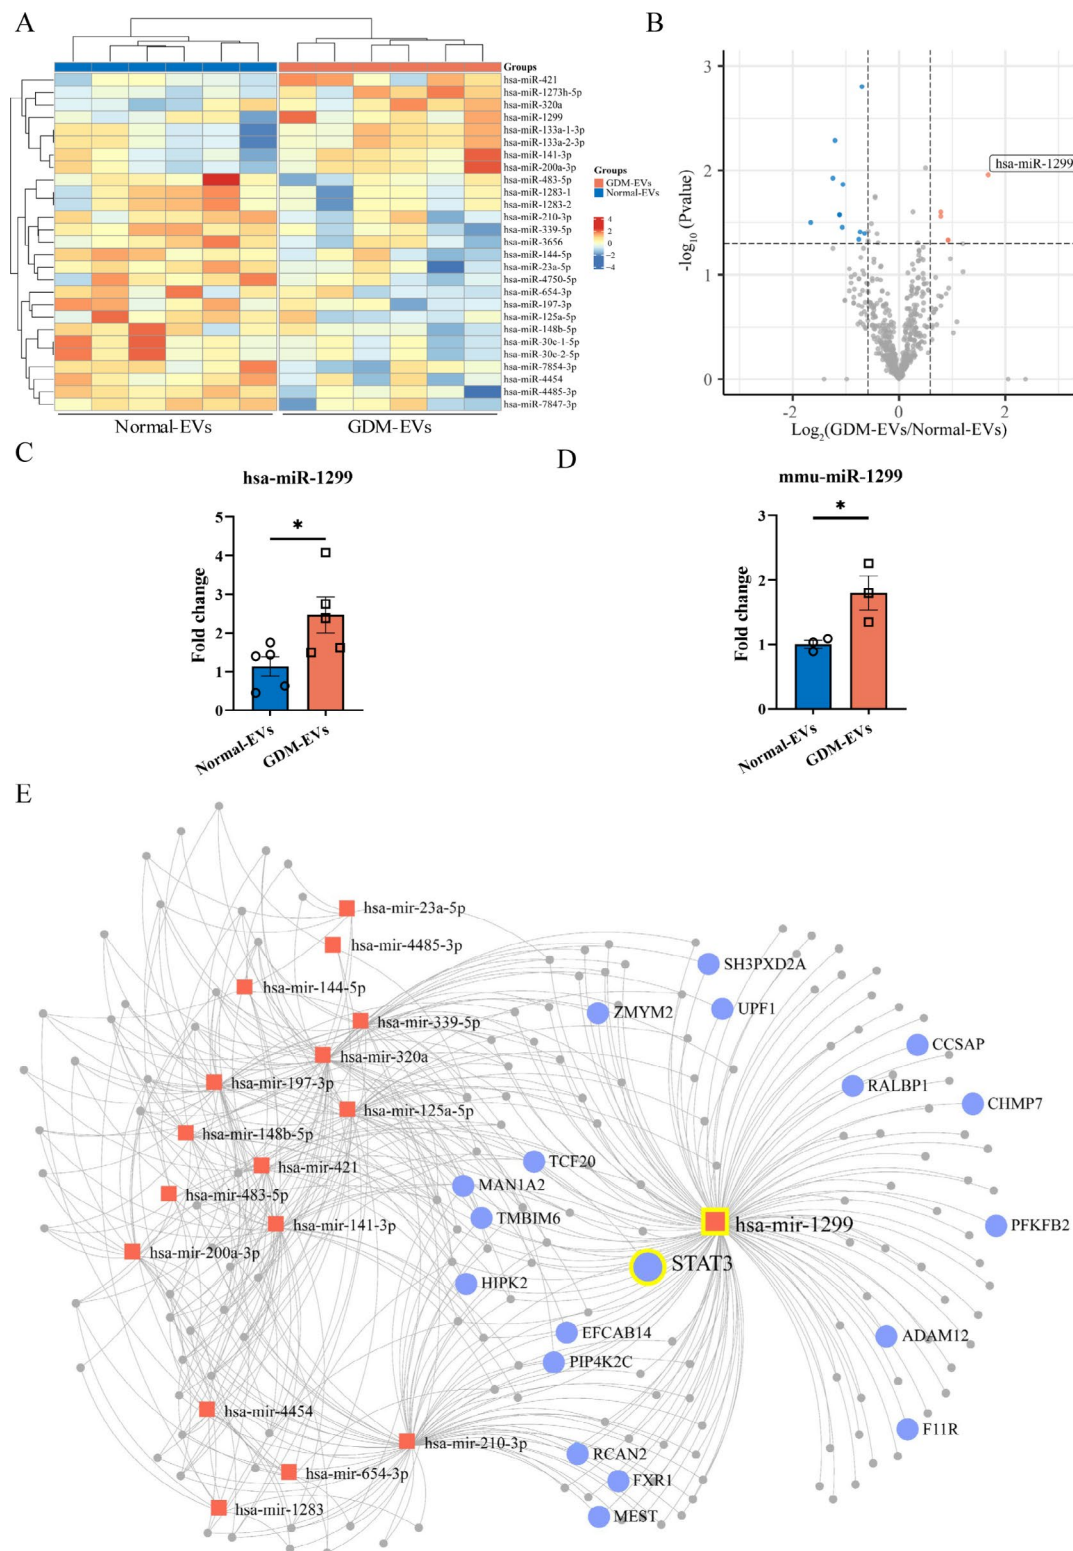 A
Groups
hsa-miR-421
hsa-miR-1273h-5p
hsa-miR-320a
hsa-miR-1299
hsa-miR-133a-1-3p
hsa-miR-133a-2-3p
hsa-miR-141-3p
hsa-miR-200a-3p
hsa-miR-483-5p
hsa-miR-1283-1
hsa-miR-1283-2
hsa-miR-210-3p
hsa-miR-339-5p
hsa-miR-3656
hsa-miR-144-5p
hsa-miR-23a-5p
hsa-miR-4750-5p
hsa-miR-654-3p
hsa-miR-197-3p
hsa-miR-125a-5p
hsa-miR-148b-5p
hsa-miR-30c-1-5p
hsa-miR-30c-2-5p
hsa-miR-7854-3p
hsa-miR-4454
hsa-miR-4485-3p
hsa-miR-7847-3p
Groups
GDM-EVs
Normal-EVs
4
2
0
−2
−4
Normal-EVs
GDM-EVs
B
3
2
1
0
-log10 (Pvalue)
hsa-miR-1299
-2
0
2
Log2(GDM-EVs/Normal-EVs)
C
hsa-miR-1299
*
5
4
3
2
1
0
Fold change
Normal-EVs
GDM-EVs
D
mmu-miR-1299
*
3
2
1
0
Fold change
Normal-EVs
GDM-EVs
E
hsa-mir-23a-5p
hsa-mir-4485-3p
SH3PXD2A
hsa-mir-144-5p
UPF1
ZMYM2
hsa-mir-339-5p
CCSAP
hsa-mir-320a
hsa-mir-197-3p
RALBP1
CHMP7
hsa-mir-125a-5p
hsa-mir-148b-5p
TCF20
hsa-mir-421
MAN1A2
hsa-mir-483-5p
TMBIM6
hsa-mir-141-3p
hsa-mir-1299
PFKFB2
hsa-mir-200a-3p
STAT3
HIPK2
EFCAB14
ADAM12
PIP4K2C
hsa-mir-4454
F11R
hsa-mir-210-3p
RCAN2
hsa-mir-654-3p
FXR1
hsa-mir-1283
MEST